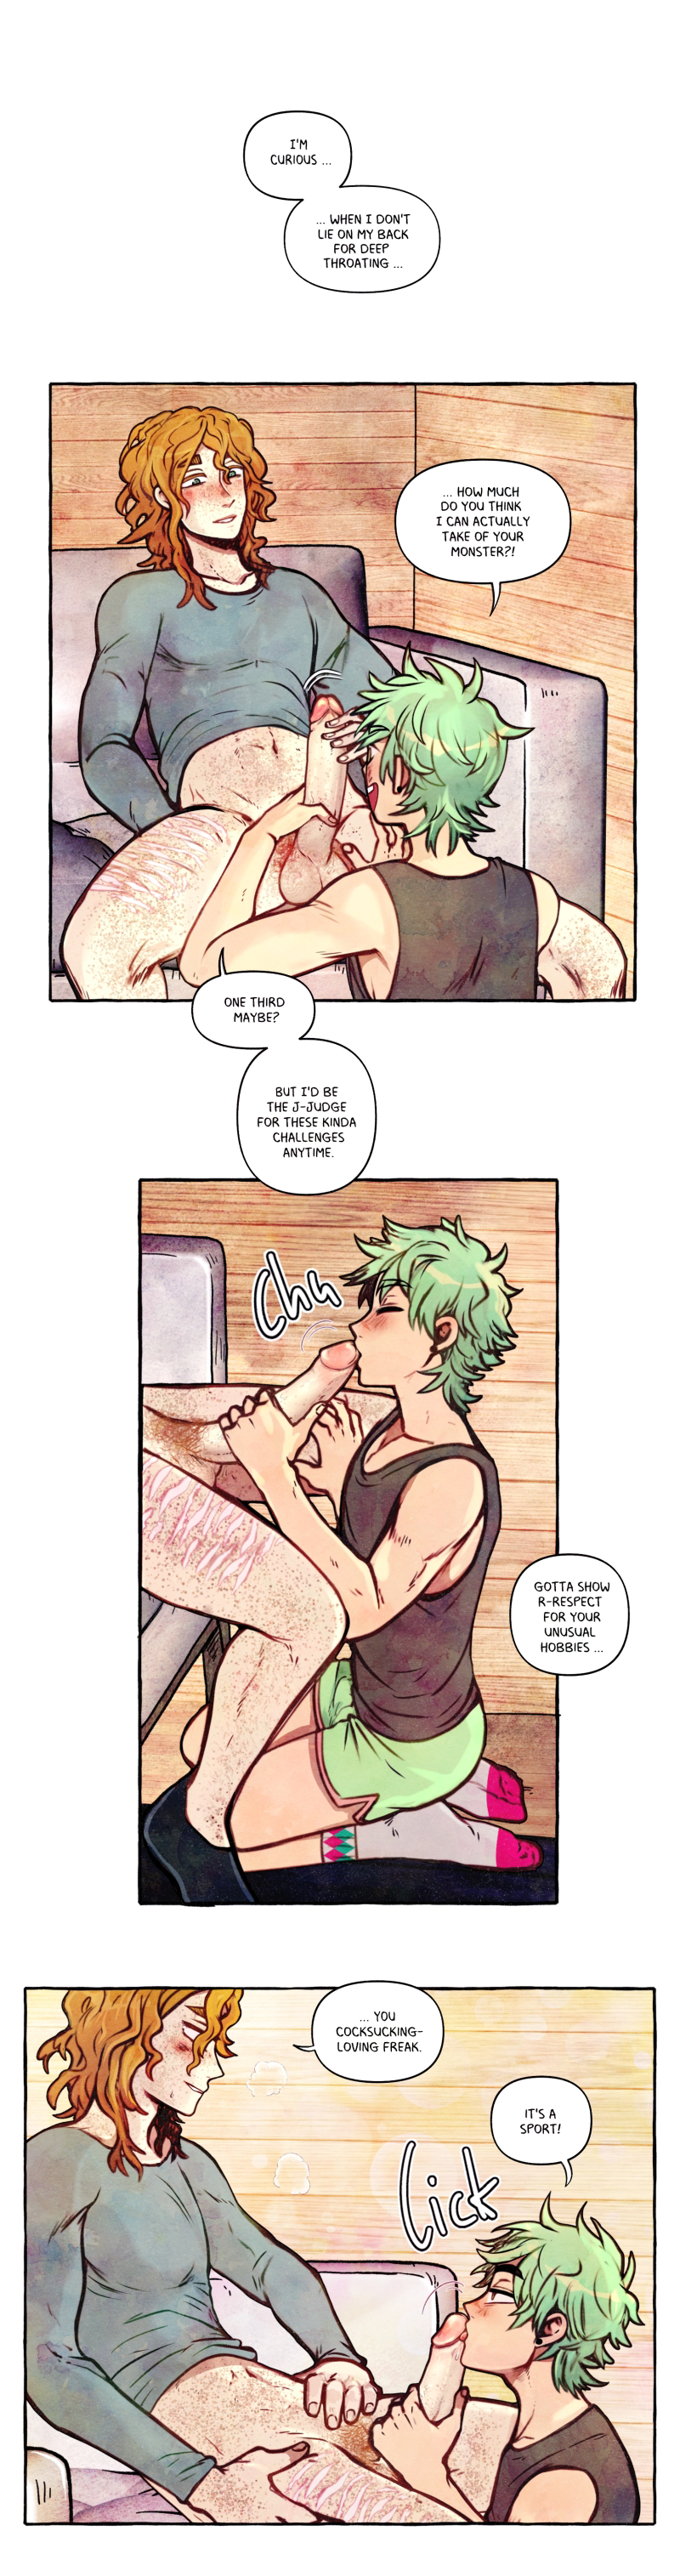 I'M
CURIOUS ...
... WHEN I DON'T
LIE ON MY BACK
FOR DEEP
THROATING ...
... HOW MUCH
DO YOU THINK
I CAN ACTUALLY
TAKE OF YOUR
MONSTER?!
ONE THIRD
MAYBE?
BUT I'D BE
THE J-JUDGE
FOR THESE KINDA
CHALLENGES
ANYTIME.
Chu
GOTTA SHOW
R-RESPECT
FOR YOUR
UNUSUAL
HOBBIES ...
... YOU
COCKSUCKING-
LOVING FREAK.
IT'S A
SPORT!
Lick